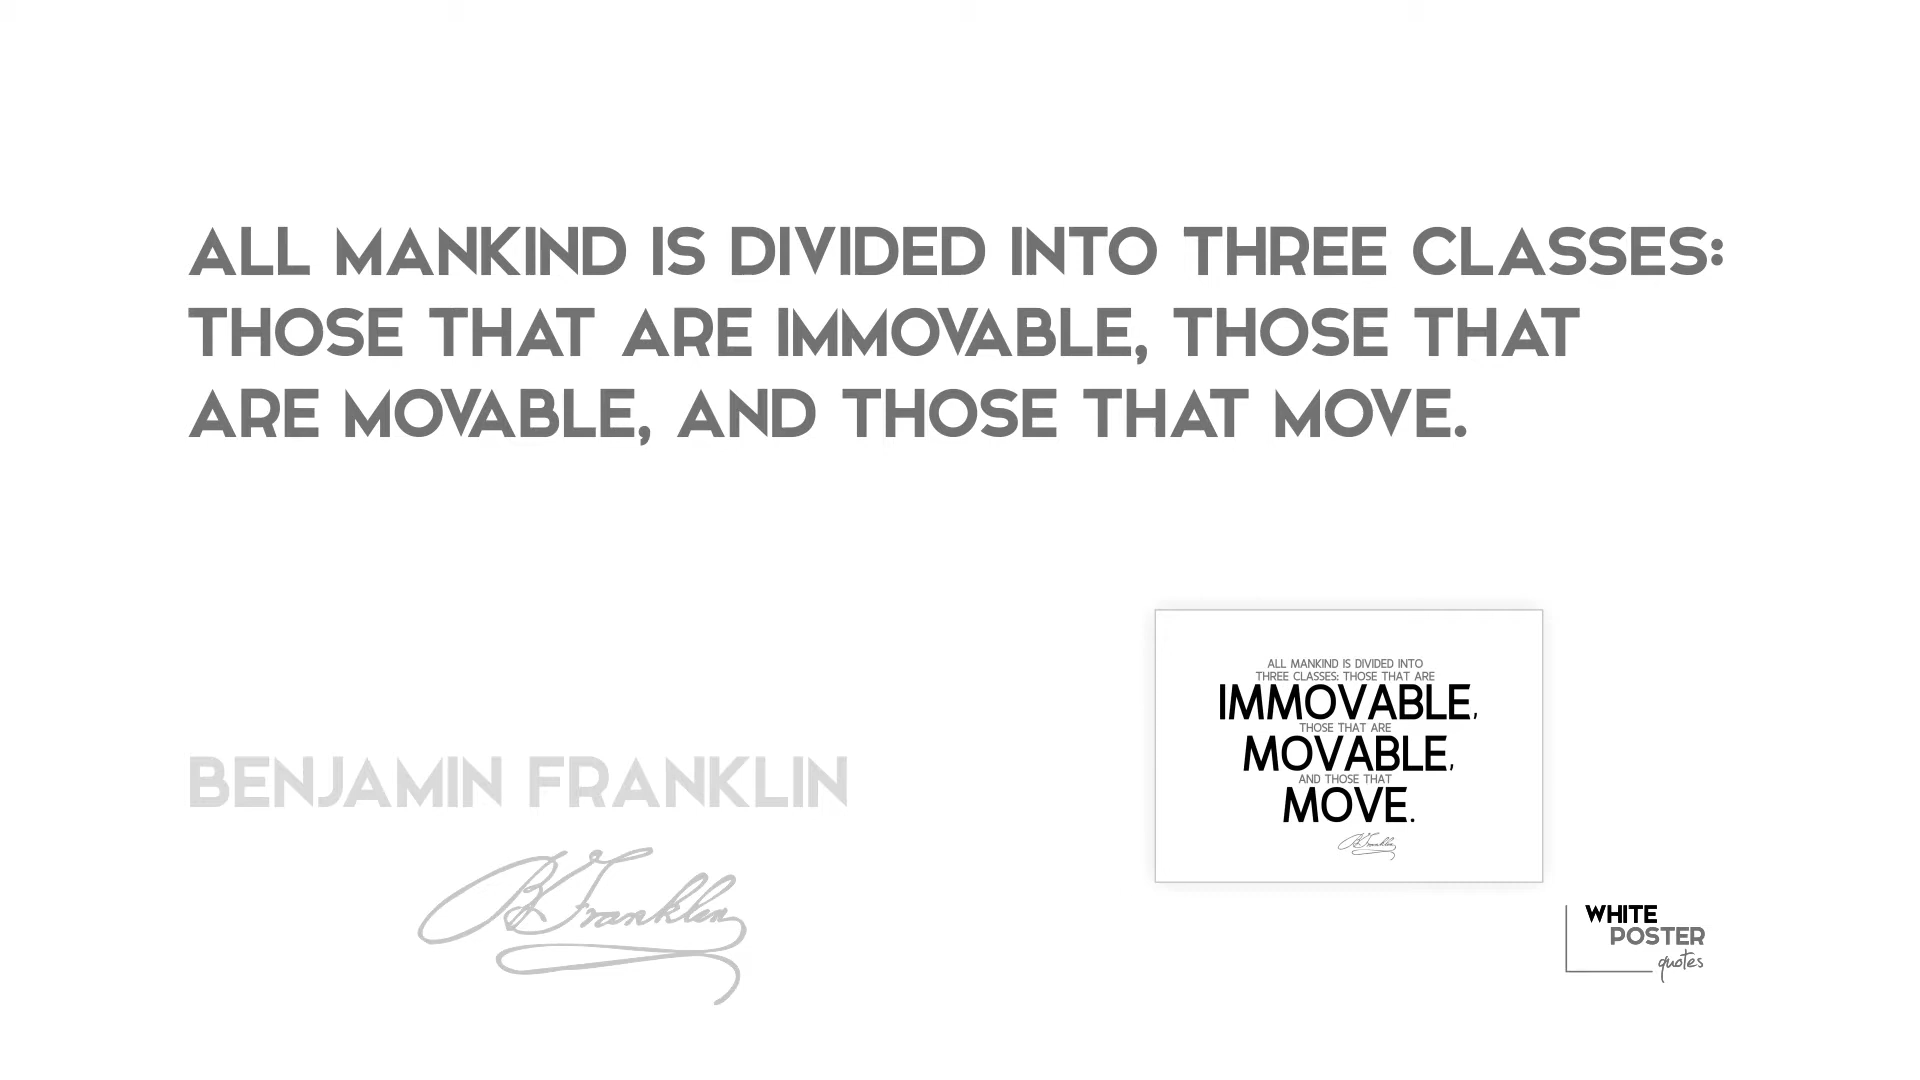 ALL MANKIND IS DIVIDED INTO THREE CLASSES:
THOSE THAT ARE IMMOVABLE, THOSE THAT
ARE MOVABLE, AND THOSE THAT MOVE.
ALL MANKIND IS DIVIDED INTO
THREE CLASSES: THOSE THAT ARE
IMMOVABLE,
THOSE THAT ARE
MOVABLE,
AND THOSE THAT
MOVE.
B Franklin
BENJAMIN FRANKLIN
B Franklin
WHITE
POSTER
quotes